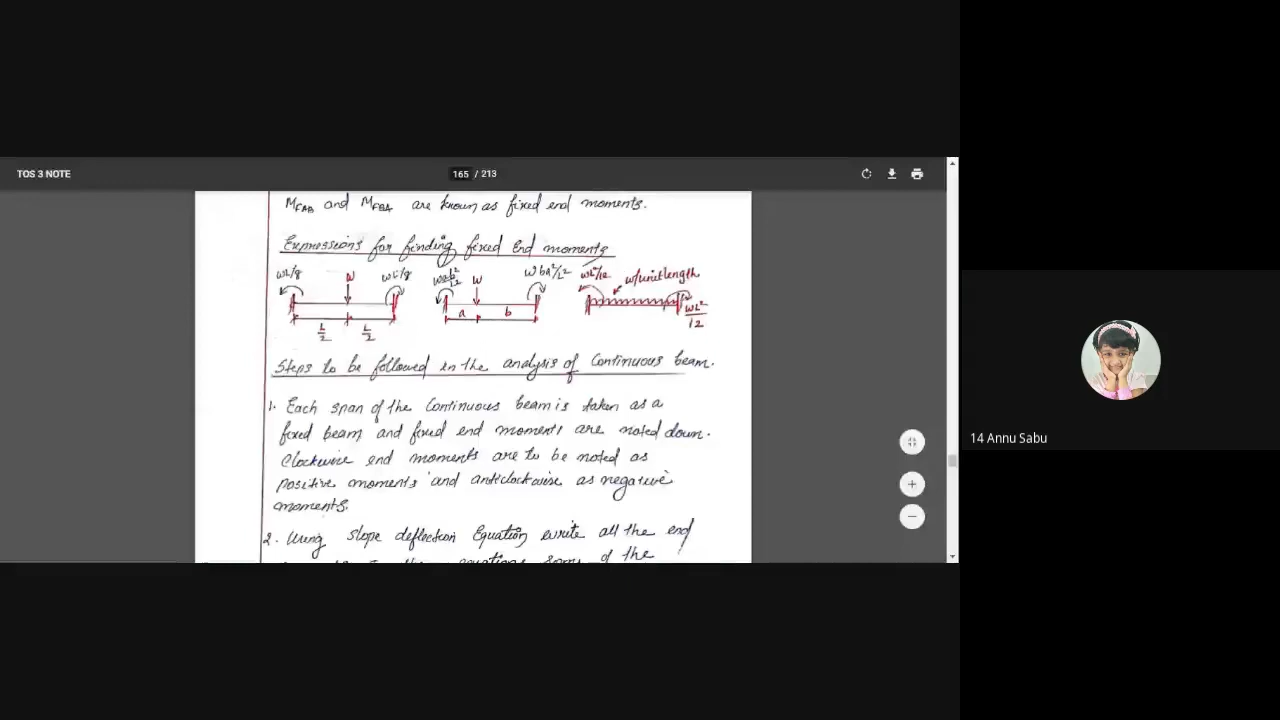 TOS 3 NOTE
165 / 213
MFAB and MFBA are known as fixed end moments.
Expressions for finding fixed End moments
WL/8 W WL/8 Wab²/L² W Wba²/L² WL²/12 W/unit length
a b WL²/12
L/2 L/2
Steps to be followed in the analysis of Continuous beam.
1. Each span of the Continuous beam is taken as a
fixed beam and fixed end moments are noted down.
Clockwise end moments are to be noted as
positive moments and anticlockwise as negative
moments.
2. Using slope deflection Equation write all the end
14 Annu Sabu